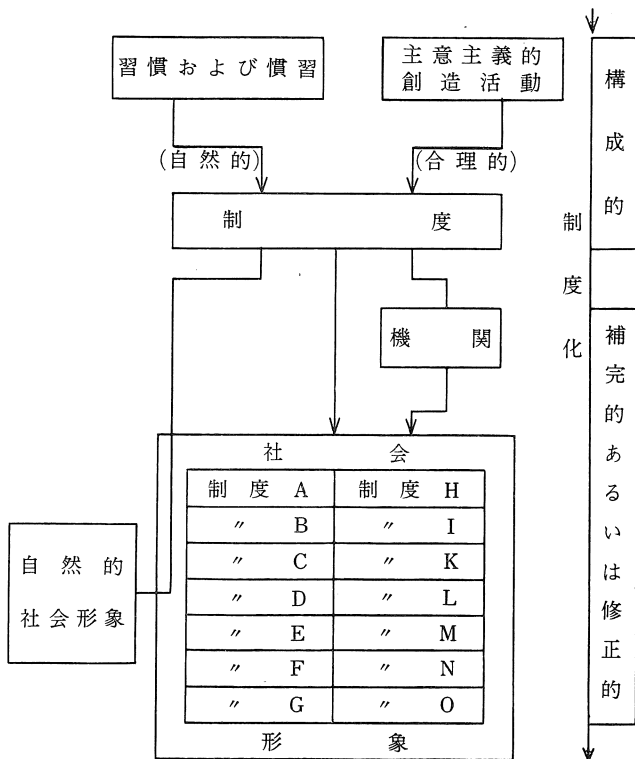 習慣および慣習
主意主義的
創造活動
(自然的)
(合理的)
制度
機関
社会
制度 A 制度 H
〃 B 〃 I
〃 C 〃 K
〃 D 〃 L
〃 E 〃 M
〃 F 〃 N
〃 G 〃 O
形象
自然的
社会形象
制度化
構成的
補完的あるいは修正的